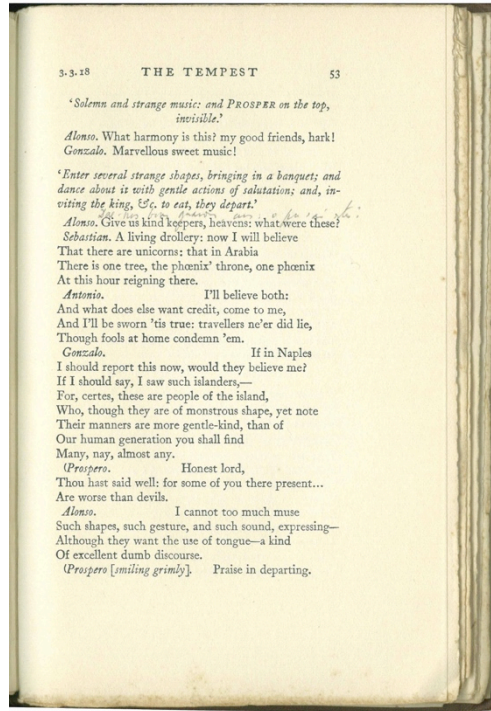 3.3.18 THE TEMPEST 53
'Solemn and strange music: and PROSPER on the top,
invisible.'
Alonso. What harmony is this? my good friends, hark!
Gonzalo. Marvellous sweet music!
'Enter several strange shapes, bringing in a banquet; and
dance about it with gentle actions of salutation; and, in-
viting the king, &c. to eat, they depart.'
Alonso. Give us kind keepers, heavens: what were these?
Sebastian. A living drollery: now I will believe
That there are unicorns: that in Arabia
There is one tree, the phœnix' throne, one phœnix
At this hour reigning there.
Antonio. I'll believe both:
And what does else want credit, come to me,
And I'll be sworn 'tis true: travellers ne'er did lie,
Though fools at home condemn 'em.
Gonzalo. If in Naples
I should report this now, would they believe me?
If I should say, I saw such islanders,—
For, certes, these are people of the island,
Who, though they are of monstrous shape, yet note
Their manners are more gentle-kind, than of
Our human generation you shall find
Many, nay, almost any.
(Prospero. Honest lord,
Thou hast said well: for some of you there present...
Are worse than devils.
Alonso. I cannot too much muse
Such shapes, such gesture, and such sound, expressing—
Although they want the use of tongue—a kind
Of excellent dumb discourse.
(Prospero [smiling grimly]. Praise in departing.